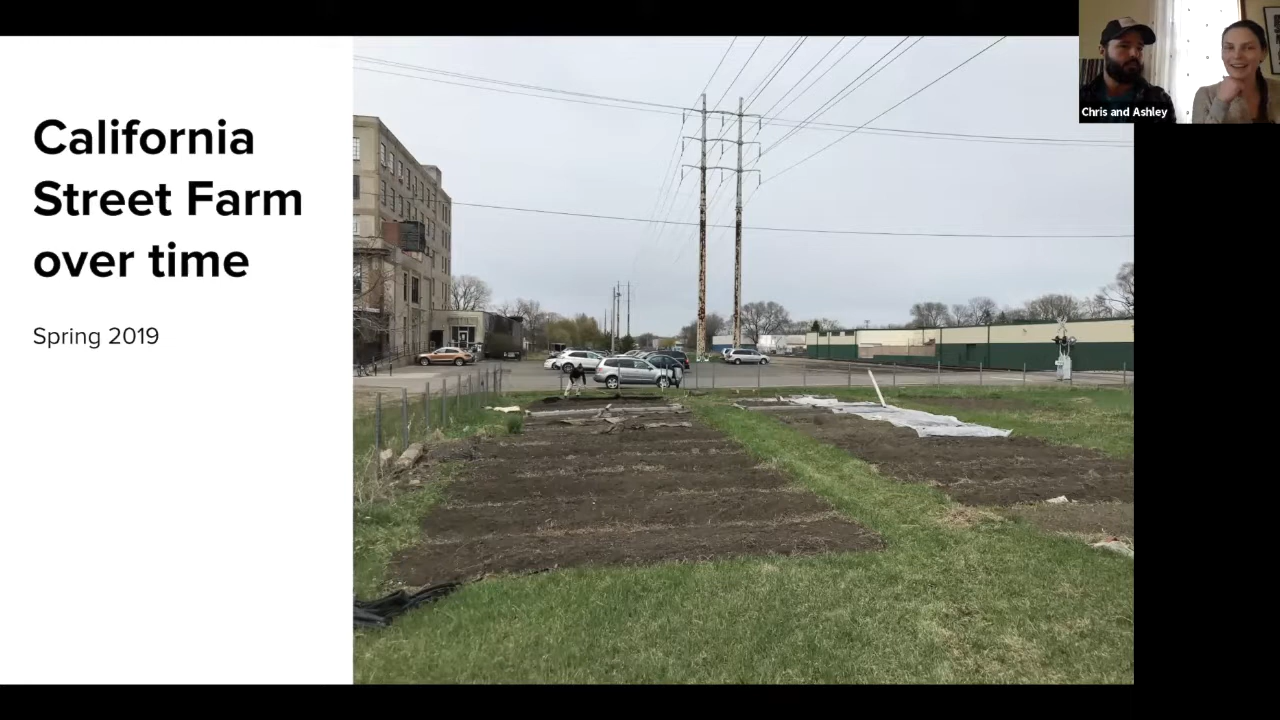 California
Street Farm
over time
Spring 2019
Chris and Ashley